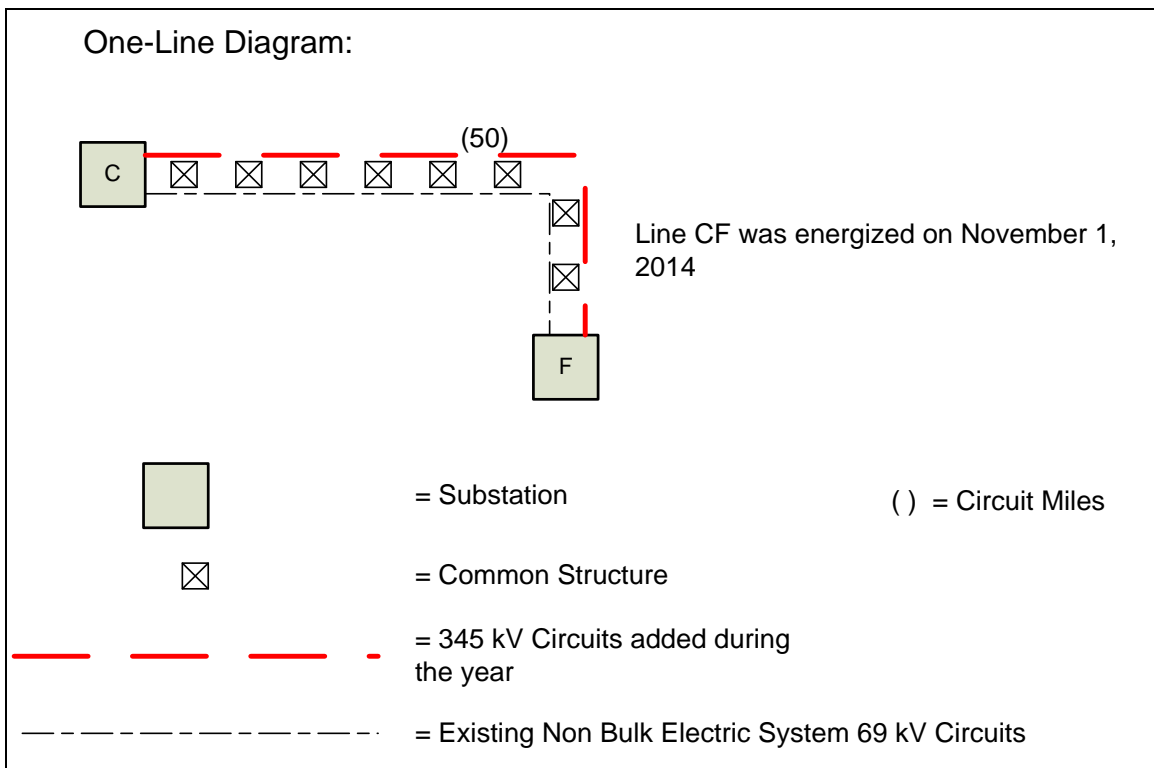 One-Line Diagram:
(50)
C
Line CF was energized on November 1,
2014
F
= Substation
( ) = Circuit Miles
= Common Structure
= 345 kV Circuits added during
the year
= Existing Non Bulk Electric System 69 kV Circuits